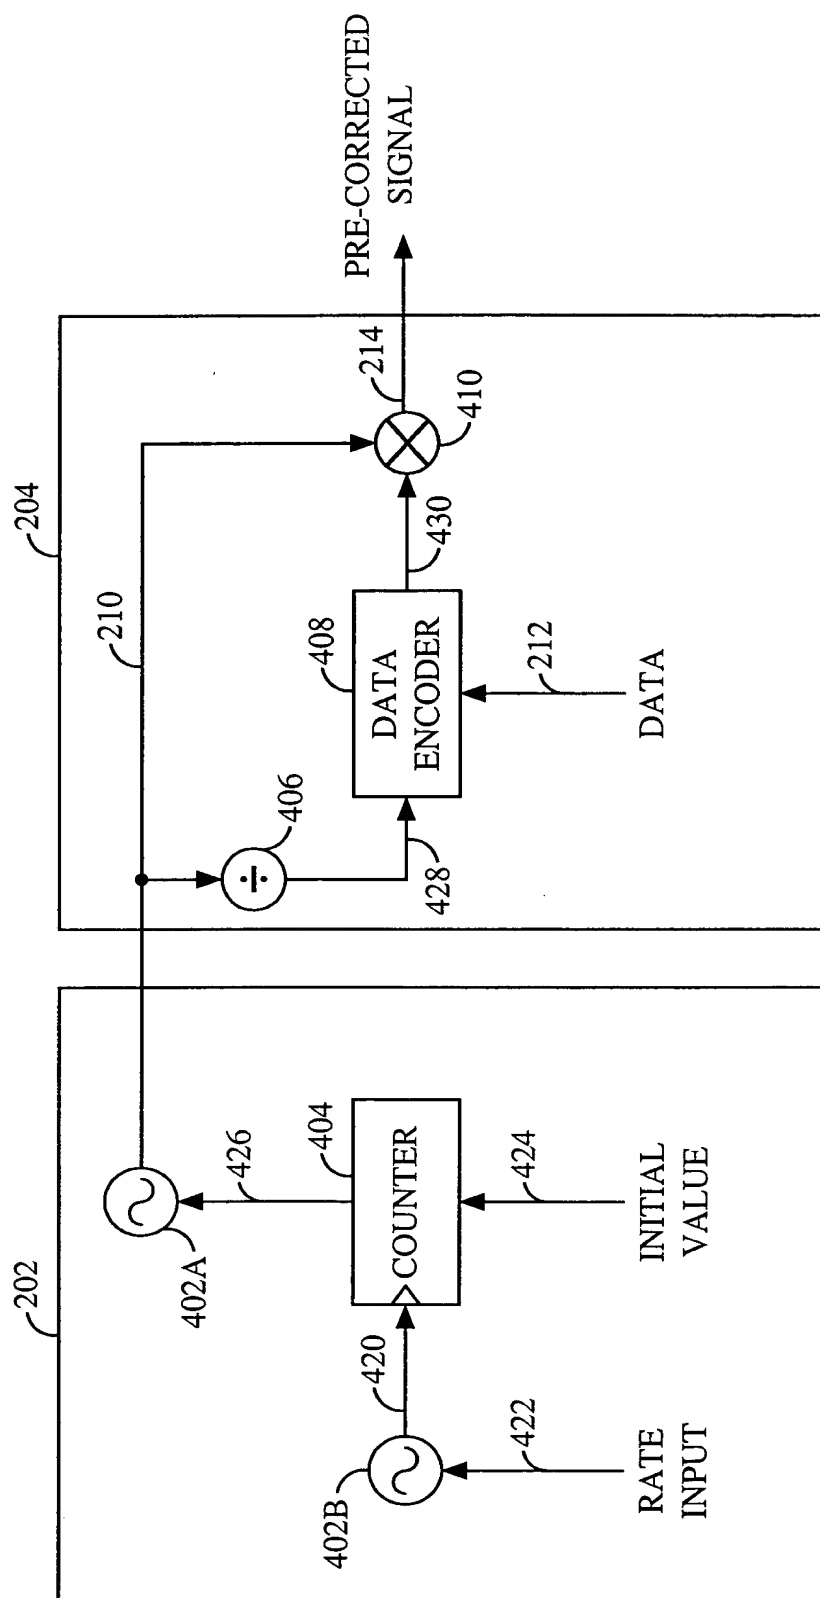 202
204
402A
426
404
COUNTER
402B
420
422
RATE
INPUT
424
INITIAL
VALUE
210
406
÷
428
408
DATA
ENCODER
430
212
DATA
410
214
PRE-CORRECTED
SIGNAL